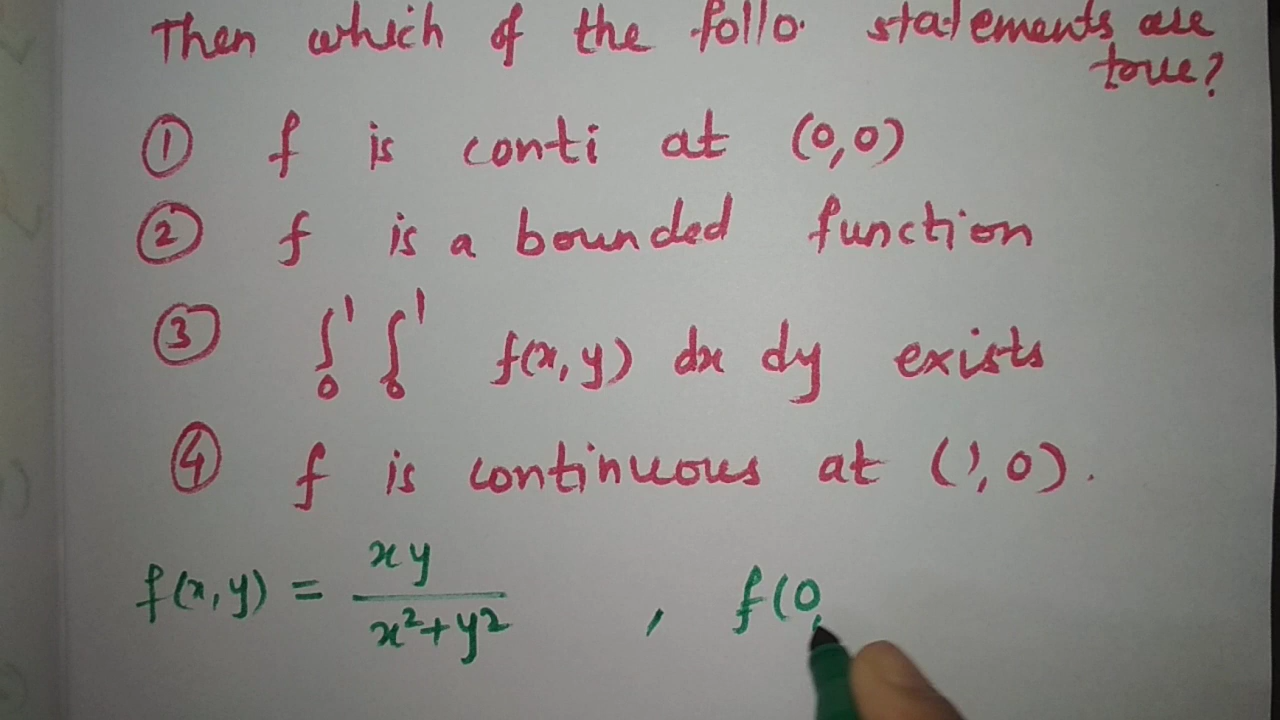 Then which of the follo. statements are
true?
① f is conti at (0,0)
② f is a bounded function
③ ∫₀¹ ∫₀¹ f(x,y) dx dy exists
④ f is continuous at (1,0).
f(x,y) = xy / x²+y² , f(0,